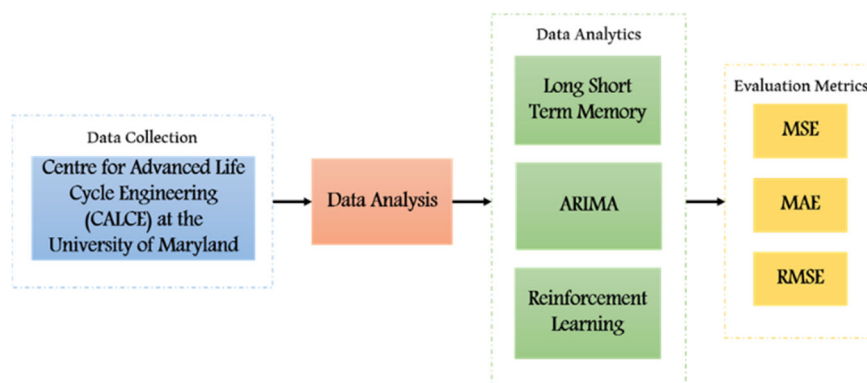 Data Collection
Centre for Advanced Life
Cycle Engineering
(CALCE) at the
University of Maryland
Data Analysis
Data Analytics
Long Short
Term Memory
ARIMA
Reinforcement
Learning
Evaluation Metrics
MSE
MAE
RMSE